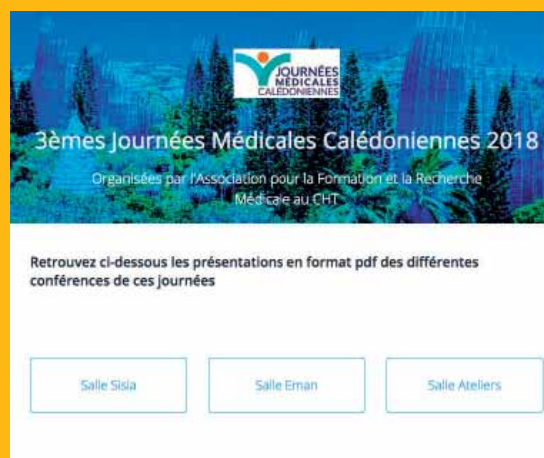 JOURNÉES
MÉDICALES
CALÉDONIENNES
3èmes Journées Médicales Calédoniennes 2018
Organisées par l'Association pour la Formation et la Recherche
Médicale au CHT
Retrouvez ci-dessous les présentations en format pdf des différentes
conférences de ces journées
Salle Sisia
Salle Eman
Salle Ateliers